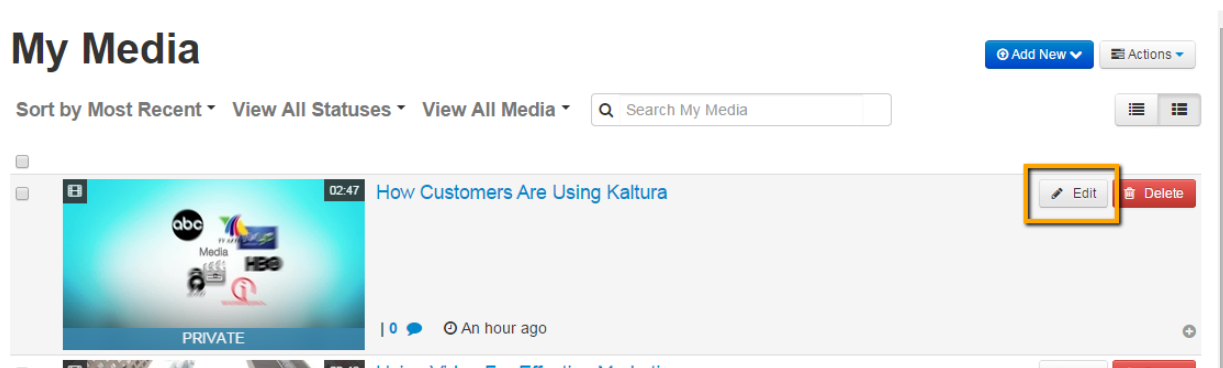 My Media
Add New
Actions
Sort by Most Recent View All Statuses View All Media Search My Media
02:47 How Customers Are Using Kaltura
Edit Delete
abc
Media
HBO
PRIVATE
| 0 An hour ago